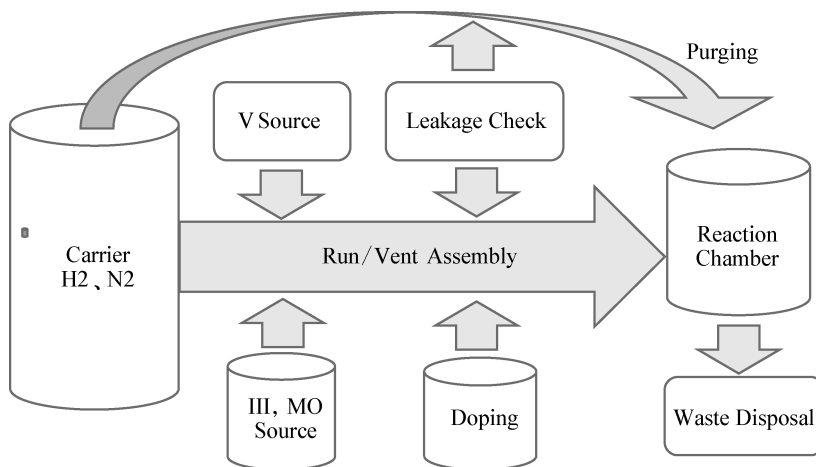 Purging
V Source
Leakage Check
Carrier
H2、N2
Run/Vent Assembly
Reaction
Chamber
III, MO
Source
Doping
Waste Disposal